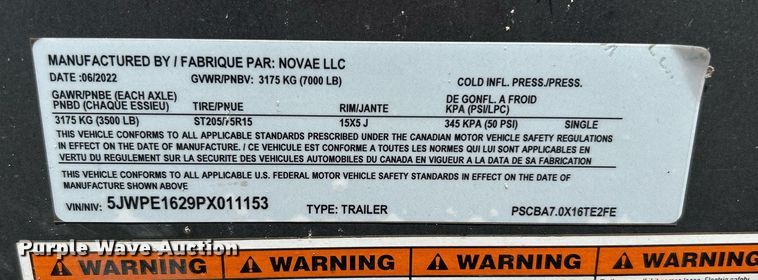 MANUFACTURED BY / FABRIQUE PAR: NOVAE LLC
DATE :06/2022 GVWR/PNBV: 3175 KG (7000 LB)
COLD INFL. PRESS/PRESS.
GAWR/PNBE (EACH AXLE) DE GONFL. A FROID
PNBD (CHAQUE ESSIEU) TIRE/PNUE RIM/JANTE KPA (PSI/LPC)
3175 KG (3500 LB) ST205/75R15 15X5 J 345 KPA (50 PSI) SINGLE
THIS VEHICLE CONFORMS TO ALL APPLICABLE STANDARDS PRESCRIBED UNDER THE CANADIAN MOTOR VEHICLE SAFETY REGULATIONS
IN EFFECT ON THE DATE OF MANUFACTURE. / CE VEHICULE EST CONFORME A TOUTES LES NORMES QUI LUI SONT APPLICABLES EN
VERTU DU REGLEMENT SUR LA SECURITE DES VEHICULES AUTOMOBILES DU CANADA EN VIGUEUR A LA DATE DE SA FABRICATION
THIS VEHICLE CONFORMS TO ALL APPLICABLE U.S. FEDERAL MOTOR VEHICLE SAFETY STANDARDS IN EFFECT ON THE DATE OF
MANUFACTURE SHOWN ABOVE.
VIN/NIV: 5JWPE1629PX011153 TYPE: TRAILER PSCBA7.0X16TE2FE
Purple Wave Auction
WARNING WARNING WARNING WARNING